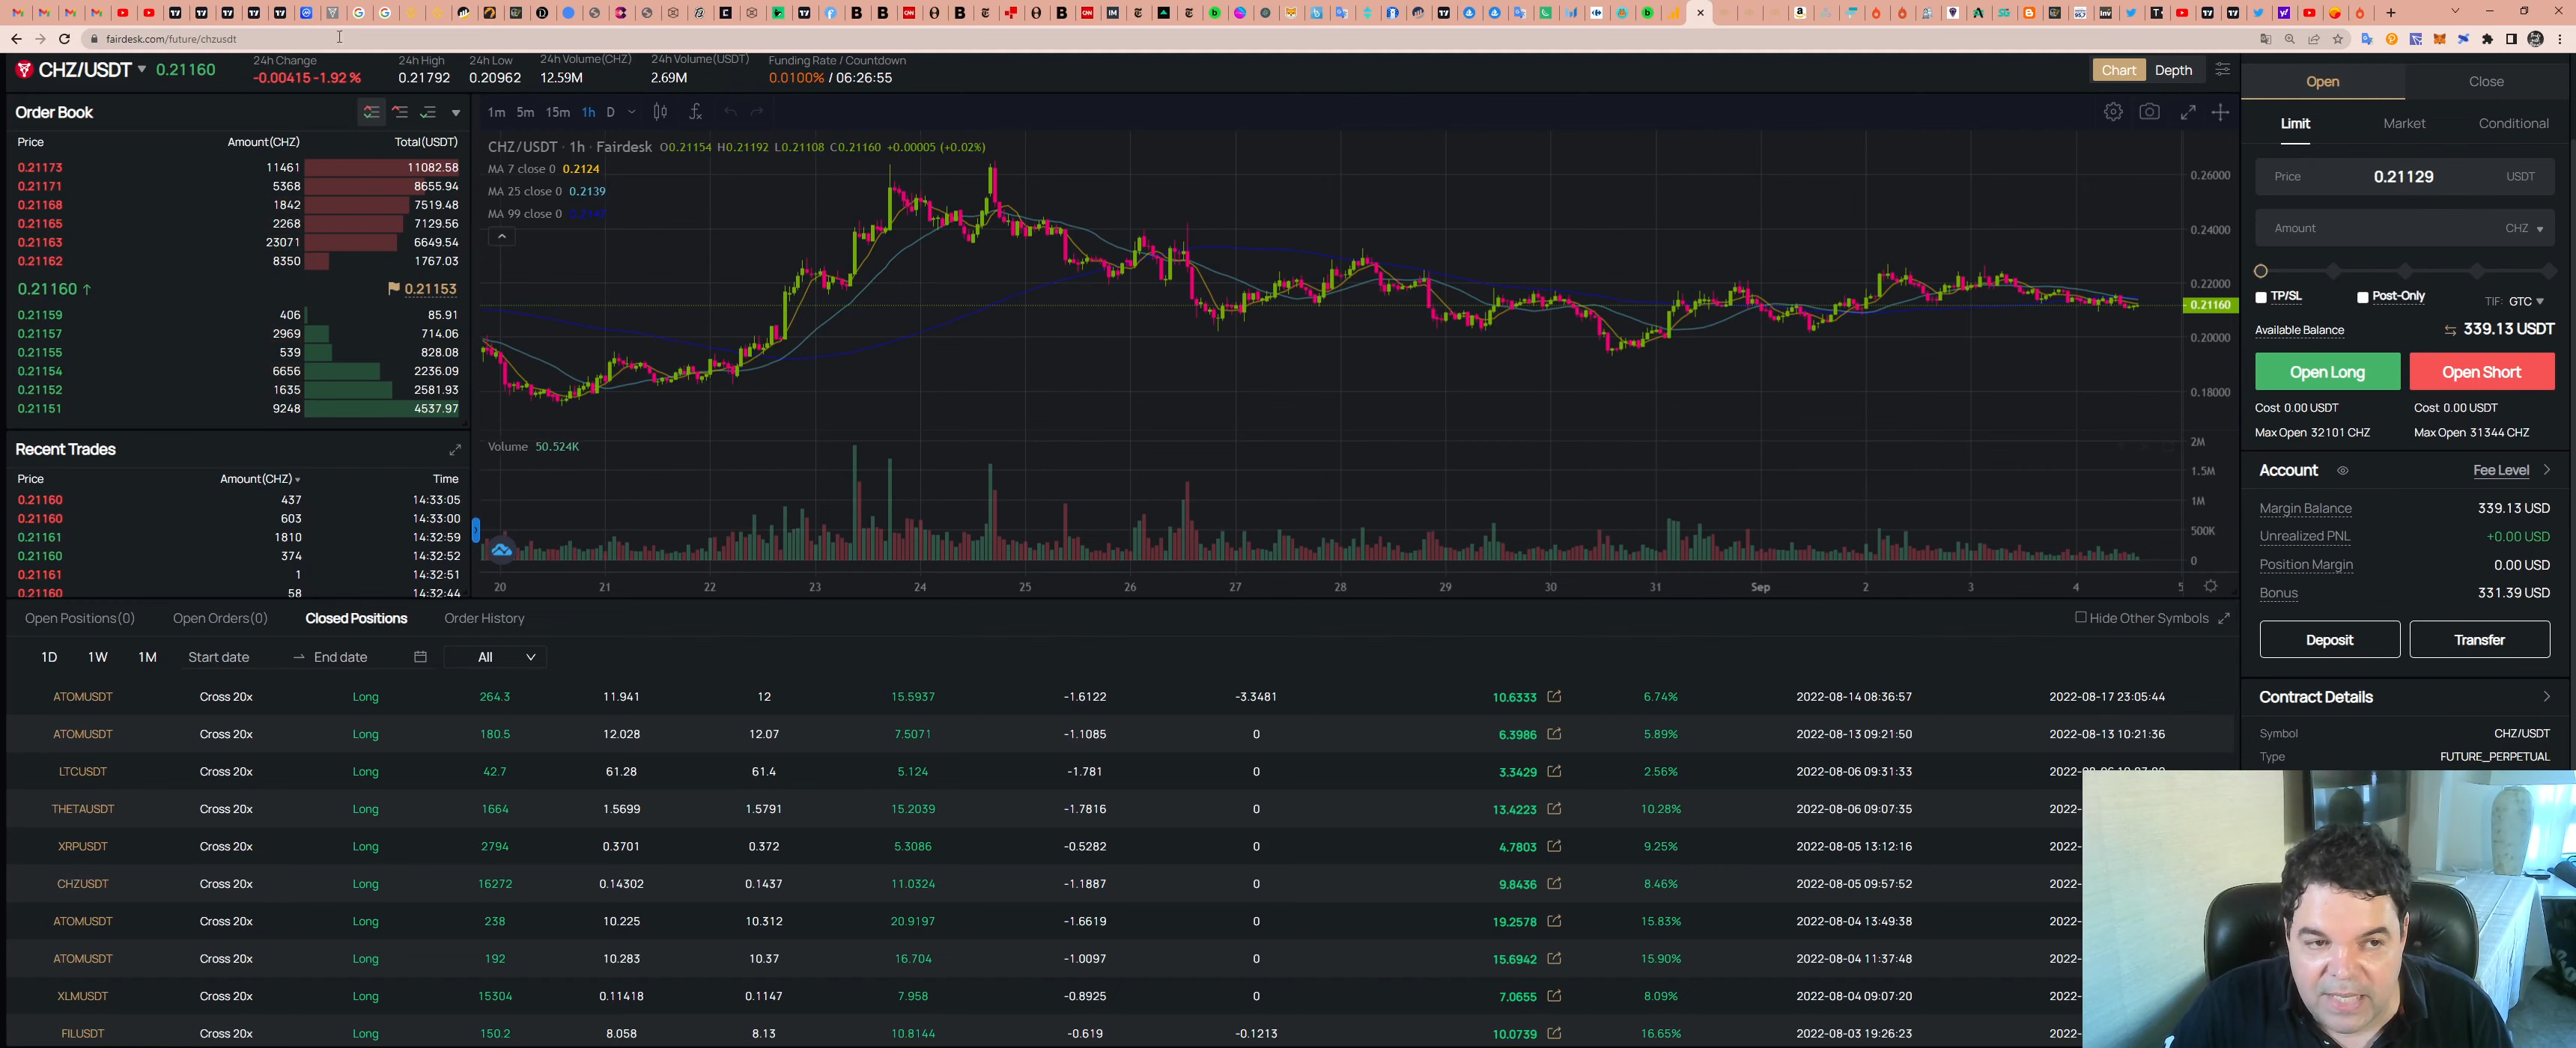 fairdesk.com/future/chzusdt
CHZ/USDT 0.21160
24h Change
-0.00415 -1.92 %
24h High
0.21792
24h Low
0.20962
24h Volume(CHZ)
12.59M
24h Volume(USDT)
2.69M
Funding Rate / Countdown
0.0100% / 06:26:55
Chart Depth
Order Book
Price Amount(CHZ) Total(USDT)
0.21173 11461 11082.58
0.21171 5368 8655.94
0.21168 1842 7519.48
0.21165 2268 7129.56
0.21163 23071 6649.54
0.21162 8350 1767.03
0.21160 ↑ 0.21153
0.21159 406 85.91
0.21157 2969 714.06
0.21155 539 828.08
0.21154 6656 2236.09
0.21152 1635 2581.93
0.21151 9248 4537.97
Recent Trades
Price Amount(CHZ) Time
0.21160 437 14:33:05
0.21160 603 14:33:00
0.21161 1810 14:32:59
0.21160 374 14:32:52
0.21161 1 14:32:51
0.21160 58 14:32:44
1m 5m 15m 1h D
CHZ/USDT · 1h · Fairdesk O0.21154 H0.21192 L0.21108 C0.21160 +0.00005 (+0.02%)
MA 7 close 0 0.2124
MA 25 close 0 0.2139
MA 99 close 0 0.2147
0.26000
0.24000
0.22000
0.21160
0.20000
0.18000
Volume 50.524K
2M
1.5M
1M
500K
0
20 21 22 23 24 25 26 27 28 29 30 31 Sep 2 3 4 5
Open Close
Limit Market Conditional
Price 0.21129 USDT
Amount CHZ
TP/SL Post-Only TIF: GTC
Available Balance 339.13 USDT
Open Long Open Short
Cost 0.00 USDT Cost 0.00 USDT
Max Open 32101 CHZ Max Open 31344 CHZ
Account Fee Level
Margin Balance 339.13 USD
Unrealized PNL +0.00 USD
Position Margin 0.00 USD
Bonus 331.39 USD
Deposit Transfer
Contract Details
Symbol CHZ/USDT
Type FUTURE_PERPETUAL
Open Positions(0) Open Orders(0) Closed Positions Order History Hide Other Symbols
1D 1W 1M Start date → End date All
ATOMUSDT Cross 20x Long 264.3 11.941 12 15.5937 -1.6122 -3.3481 10.6333 6.74% 2022-08-14 08:36:57 2022-08-17 23:05:44
ATOMUSDT Cross 20x Long 180.5 12.028 12.07 7.5071 -1.1085 0 6.3986 5.89% 2022-08-13 09:21:50 2022-08-13 10:21:36
LTCUSDT Cross 20x Long 42.7 61.28 61.4 5.124 -1.781 0 3.3429 2.56% 2022-08-06 09:31:33
THETAUSDT Cross 20x Long 1664 1.5699 1.5791 15.2039 -1.7816 0 13.4223 10.28% 2022-08-06 09:07:35 2022-
XRPUSDT Cross 20x Long 2794 0.3701 0.372 5.3086 -0.5282 0 4.7803 9.25% 2022-08-05 13:12:16 2022-
CHZUSDT Cross 20x Long 16272 0.14302 0.1437 11.0324 -1.1887 0 9.8436 8.46% 2022-08-05 09:57:52 2022-
ATOMUSDT Cross 20x Long 238 10.225 10.312 20.9197 -1.6619 0 19.2578 15.83% 2022-08-04 13:49:38 2022-
ATOMUSDT Cross 20x Long 192 10.283 10.37 16.704 -1.0097 0 15.6942 15.90% 2022-08-04 11:37:48 2022-
XLMUSDT Cross 20x Long 15304 0.11418 0.1147 7.958 -0.8925 0 7.0655 8.09% 2022-08-04 09:07:20 2022-
FILUSDT Cross 20x Long 150.2 8.058 8.13 10.8144 -0.619 -0.1213 10.0739 16.65% 2022-08-03 19:26:23 2022-